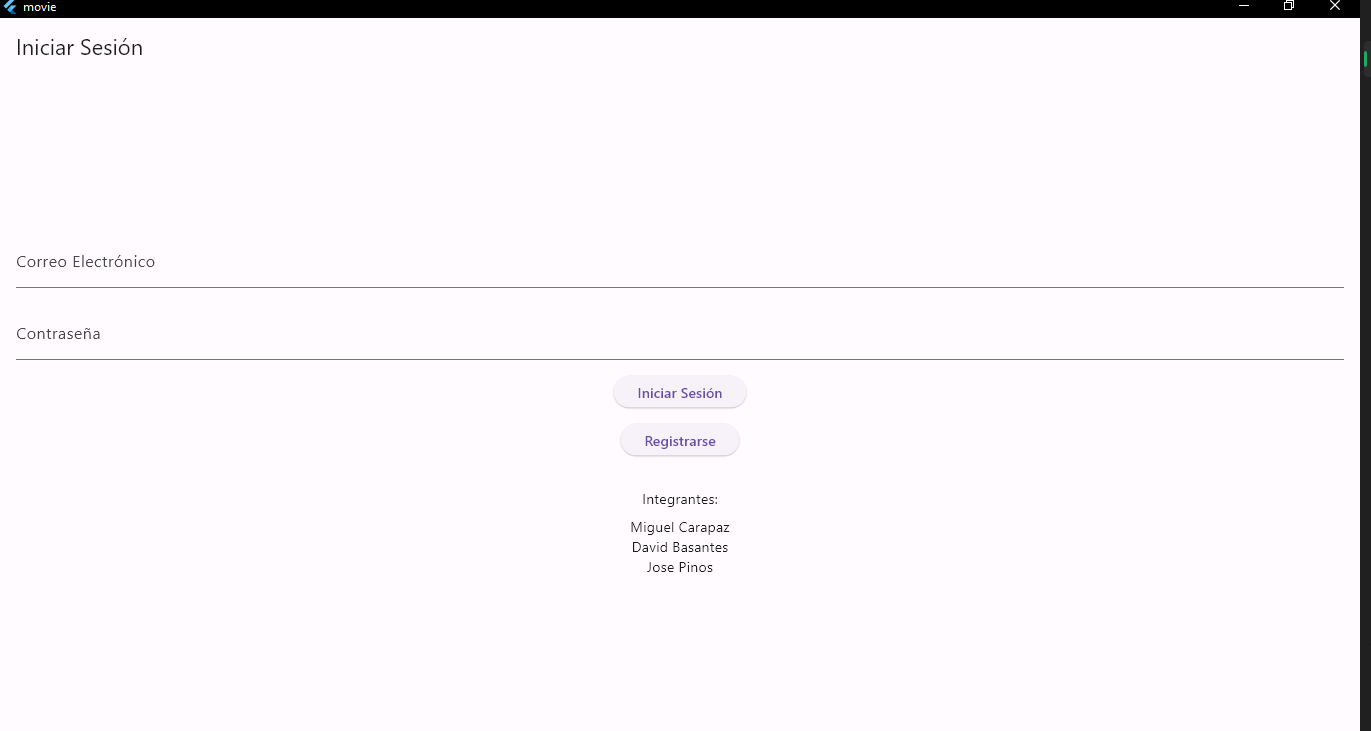 movie
Iniciar Sesión
Correo Electrónico
Contraseña
Iniciar Sesión
Registrarse
Integrantes:
Miguel Carapaz
David Basantes
Jose Pinos